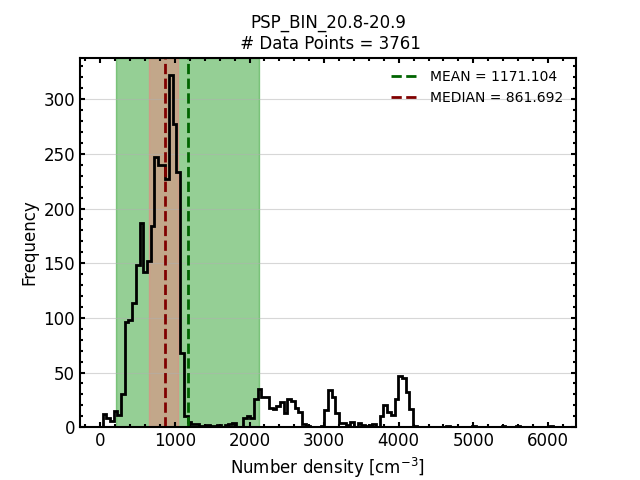 PSP_BIN_20.8-20.9
# Data Points = 3761
MEAN = 1171.104
MEDIAN = 861.692
Frequency
300
250
200
150
100
50
0
0 1000 2000 3000 4000 5000 6000
Number density [cm⁻³]